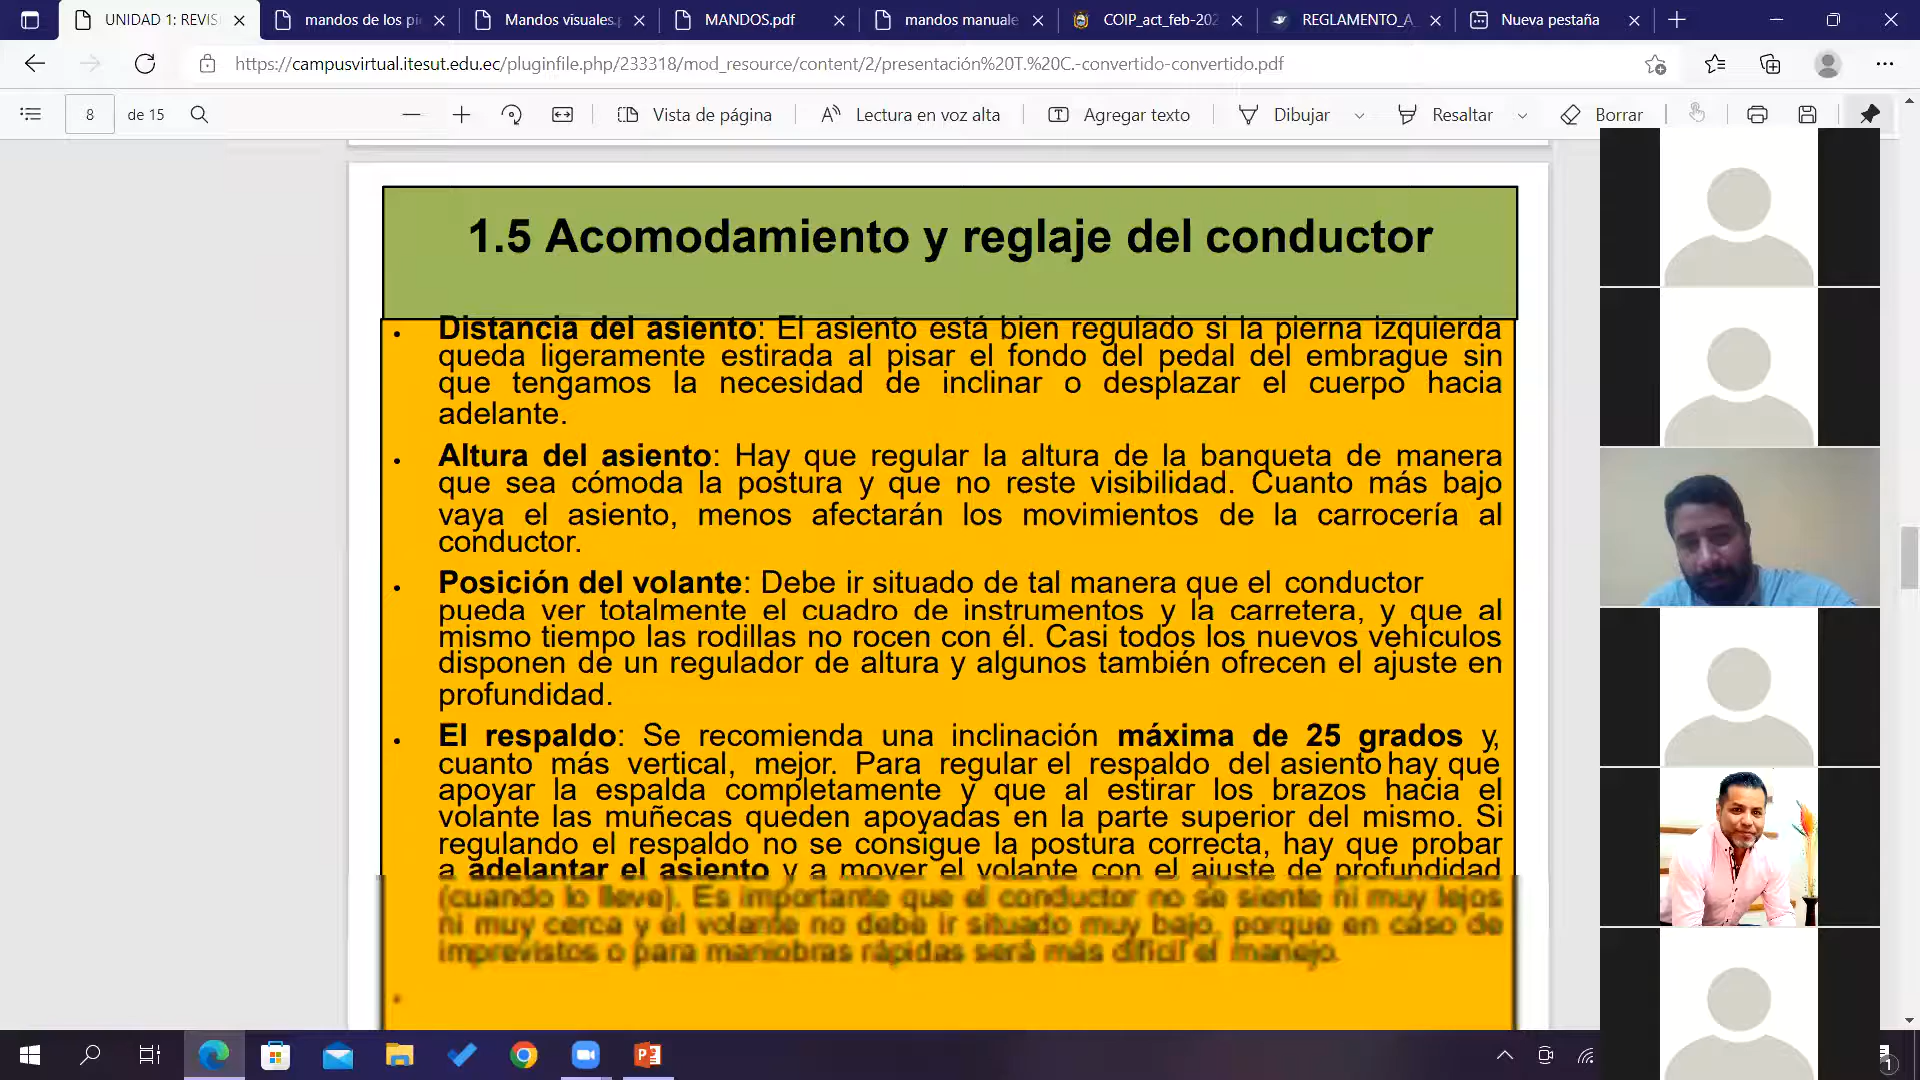 UNIDAD 1: REVIS
mandos de los pi
Mandos visuales.p
MANDOS.pdf
mandos manuale
COIP_act_feb-202
REGLAMENTO_A
Nueva pestaña
https://campusvirtual.itesut.edu.ec/pluginfile.php/233318/mod_resource/content/2/presentación%20T.%20C.-convertido-convertido.pdf
8 de 15
Vista de página
Lectura en voz alta
Agregar texto
Dibujar
Resaltar
Borrar
1.5 Acomodamiento y reglaje del conductor
• Distancia del asiento: El asiento está bien regulado si la pierna izquierda
queda ligeramente estirada al pisar el fondo del pedal del embrague sin
que tengamos la necesidad de inclinar o desplazar el cuerpo hacia
adelante.
• Altura del asiento: Hay que regular la altura de la banqueta de manera
que sea cómoda la postura y que no reste visibilidad. Cuanto más bajo
vaya el asiento, menos afectarán los movimientos de la carrocería al
conductor.
• Posición del volante: Debe ir situado de tal manera que el conductor
pueda ver totalmente el cuadro de instrumentos y la carretera, y que al
mismo tiempo las rodillas no rocen con él. Casi todos los nuevos vehículos
disponen de un regulador de altura y algunos también ofrecen el ajuste en
profundidad.
• El respaldo: Se recomienda una inclinación máxima de 25 grados y,
cuanto más vertical, mejor. Para regular el respaldo del asiento hay que
apoyar la espalda completamente y que al estirar los brazos hacia el
volante las muñecas queden apoyadas en la parte superior del mismo. Si
regulando el respaldo no se consigue la postura correcta, hay que probar
a adelantar el asiento y a mover el volante con el ajuste de profundidad
(cuando lo lleve). Es importante que el conductor no se siente ni muy lejos
ni muy cerca y el volante no debe ir situado muy bajo, porque en caso de
imprevistos o para maniobras rápidas será más difícil el manejo.
•
1